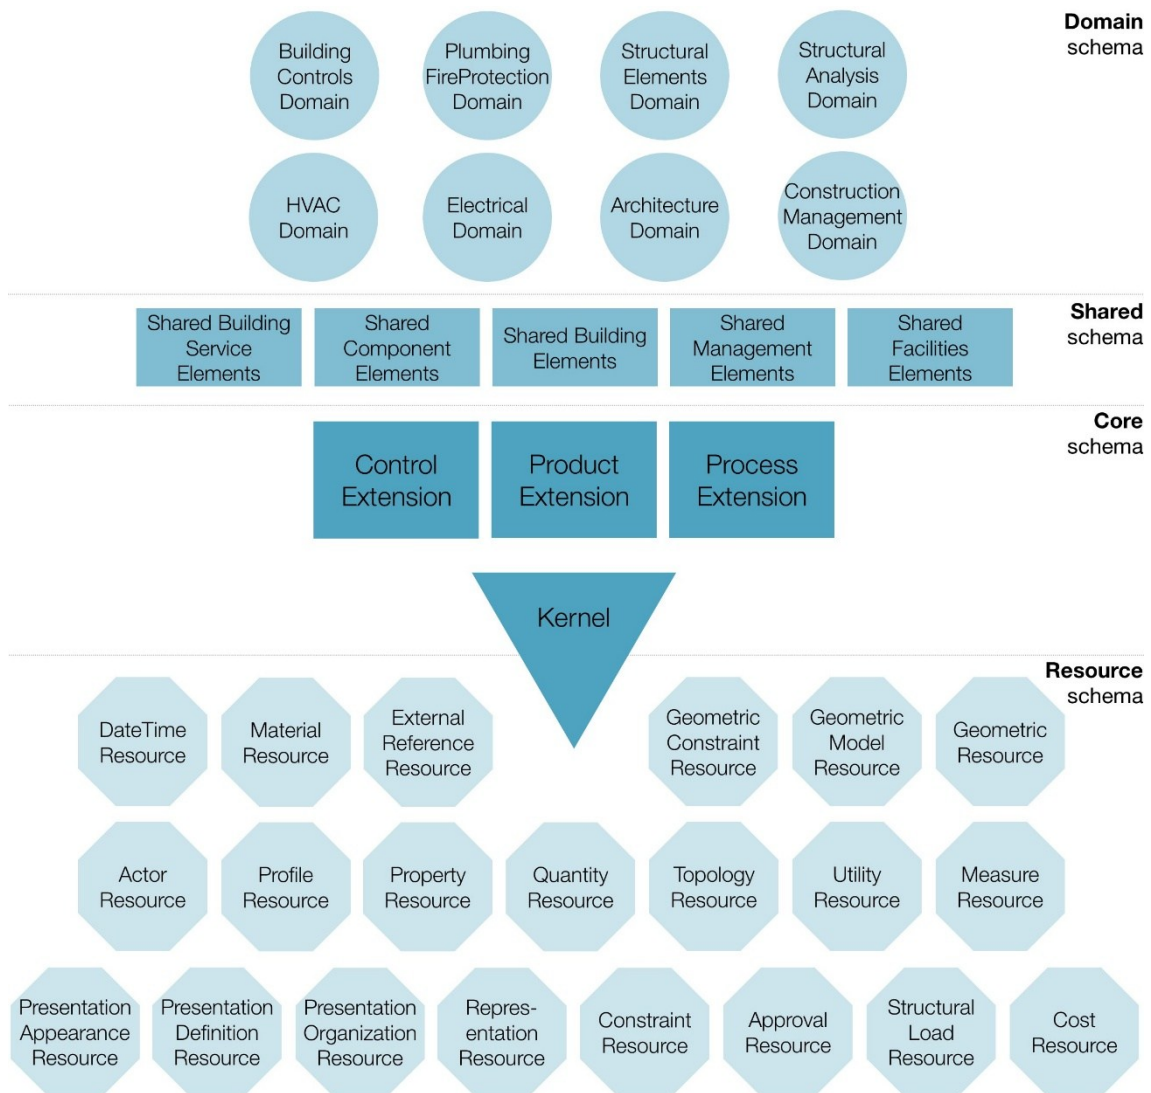 Domain
schema
Building
Controls
Domain
Plumbing
FireProtection
Domain
Structural
Elements
Domain
Structural
Analysis
Domain
HVAC
Domain
Electrical
Domain
Architecture
Domain
Construction
Management
Domain
Shared
schema
Shared Building
Service
Elements
Shared
Component
Elements
Shared Building
Elements
Shared
Management
Elements
Shared
Facilities
Elements
Core
schema
Control
Extension
Product
Extension
Process
Extension
Kernel
Resource
schema
DateTime
Resource
Material
Resource
External
Reference
Resource
Geometric
Constraint
Resource
Geometric
Model
Resource
Geometric
Resource
Actor
Resource
Profile
Resource
Property
Resource
Quantity
Resource
Topology
Resource
Utility
Resource
Measure
Resource
Presentation
Appearance
Resource
Presentation
Definition
Resource
Presentation
Organization
Resource
Repres-
entation
Resource
Constraint
Resource
Approval
Resource
Structural
Load
Resource
Cost
Resource